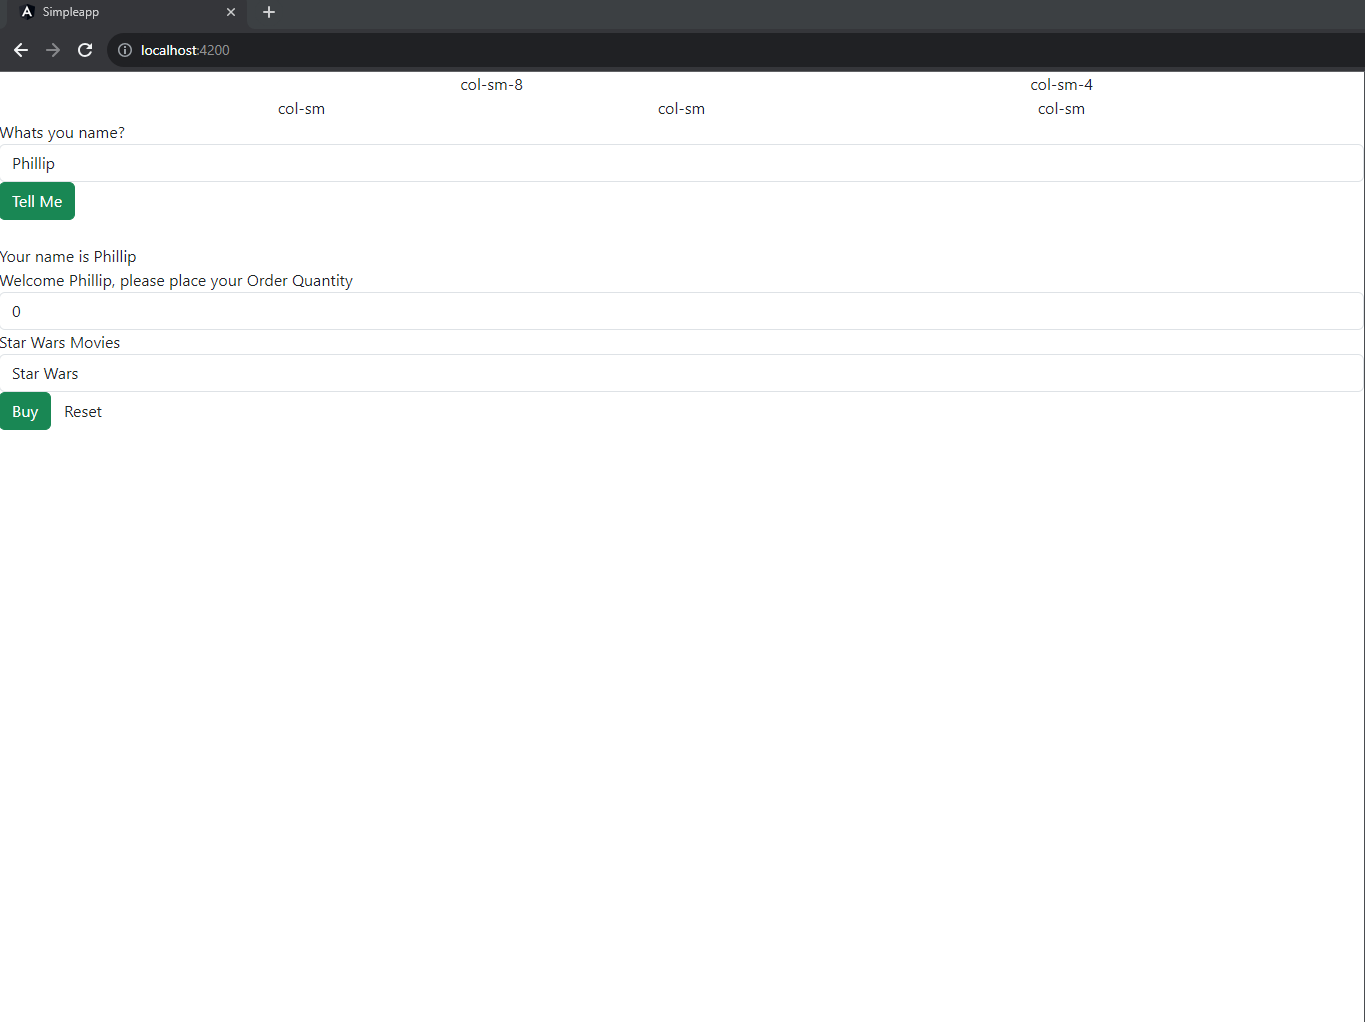 Simpleapp
localhost:4200
col-sm-8 col-sm-4
col-sm col-sm col-sm
Whats you name?
Phillip
Tell Me
Your name is Phillip
Welcome Phillip, please place your Order Quantity
0
Star Wars Movies
Star Wars
Buy Reset